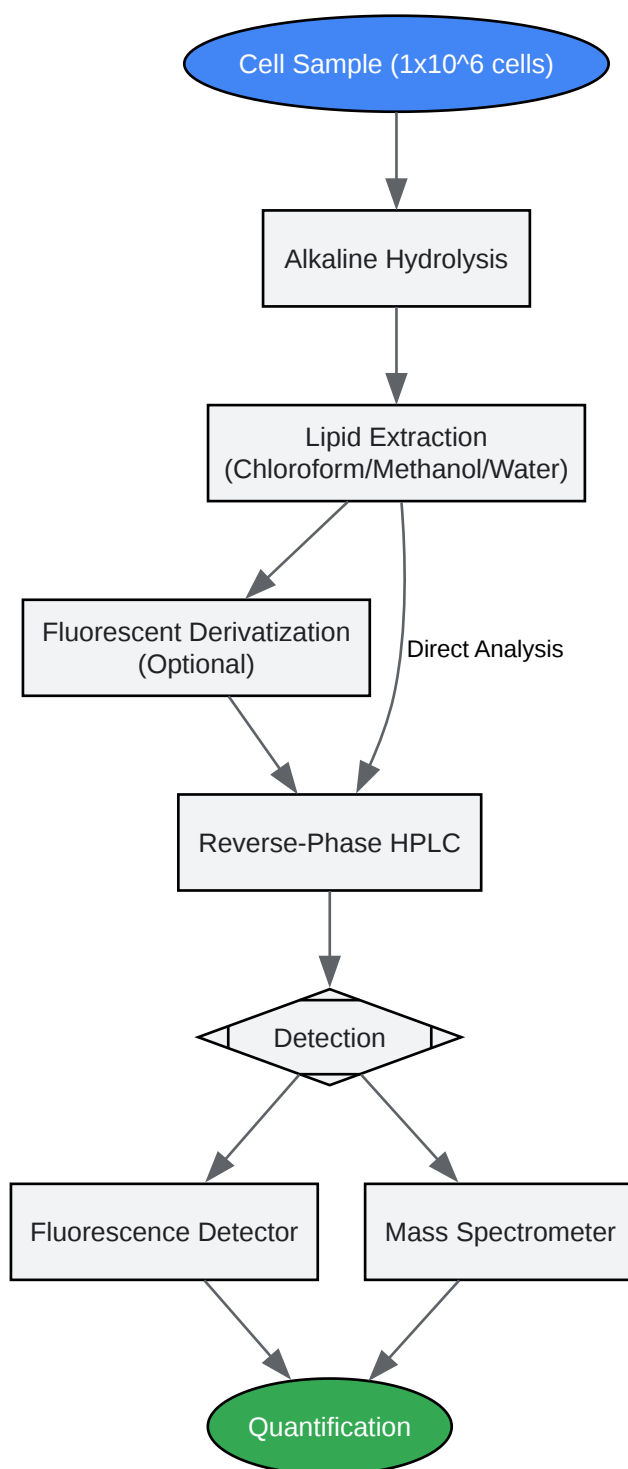 Cell Sample (1x10^6 cells)
Alkaline Hydrolysis
Lipid Extraction
(Chloroform/Methanol/Water)
Fluorescent Derivatization
(Optional)
Direct Analysis
Reverse-Phase HPLC
Detection
Fluorescence Detector
Mass Spectrometer
Quantification